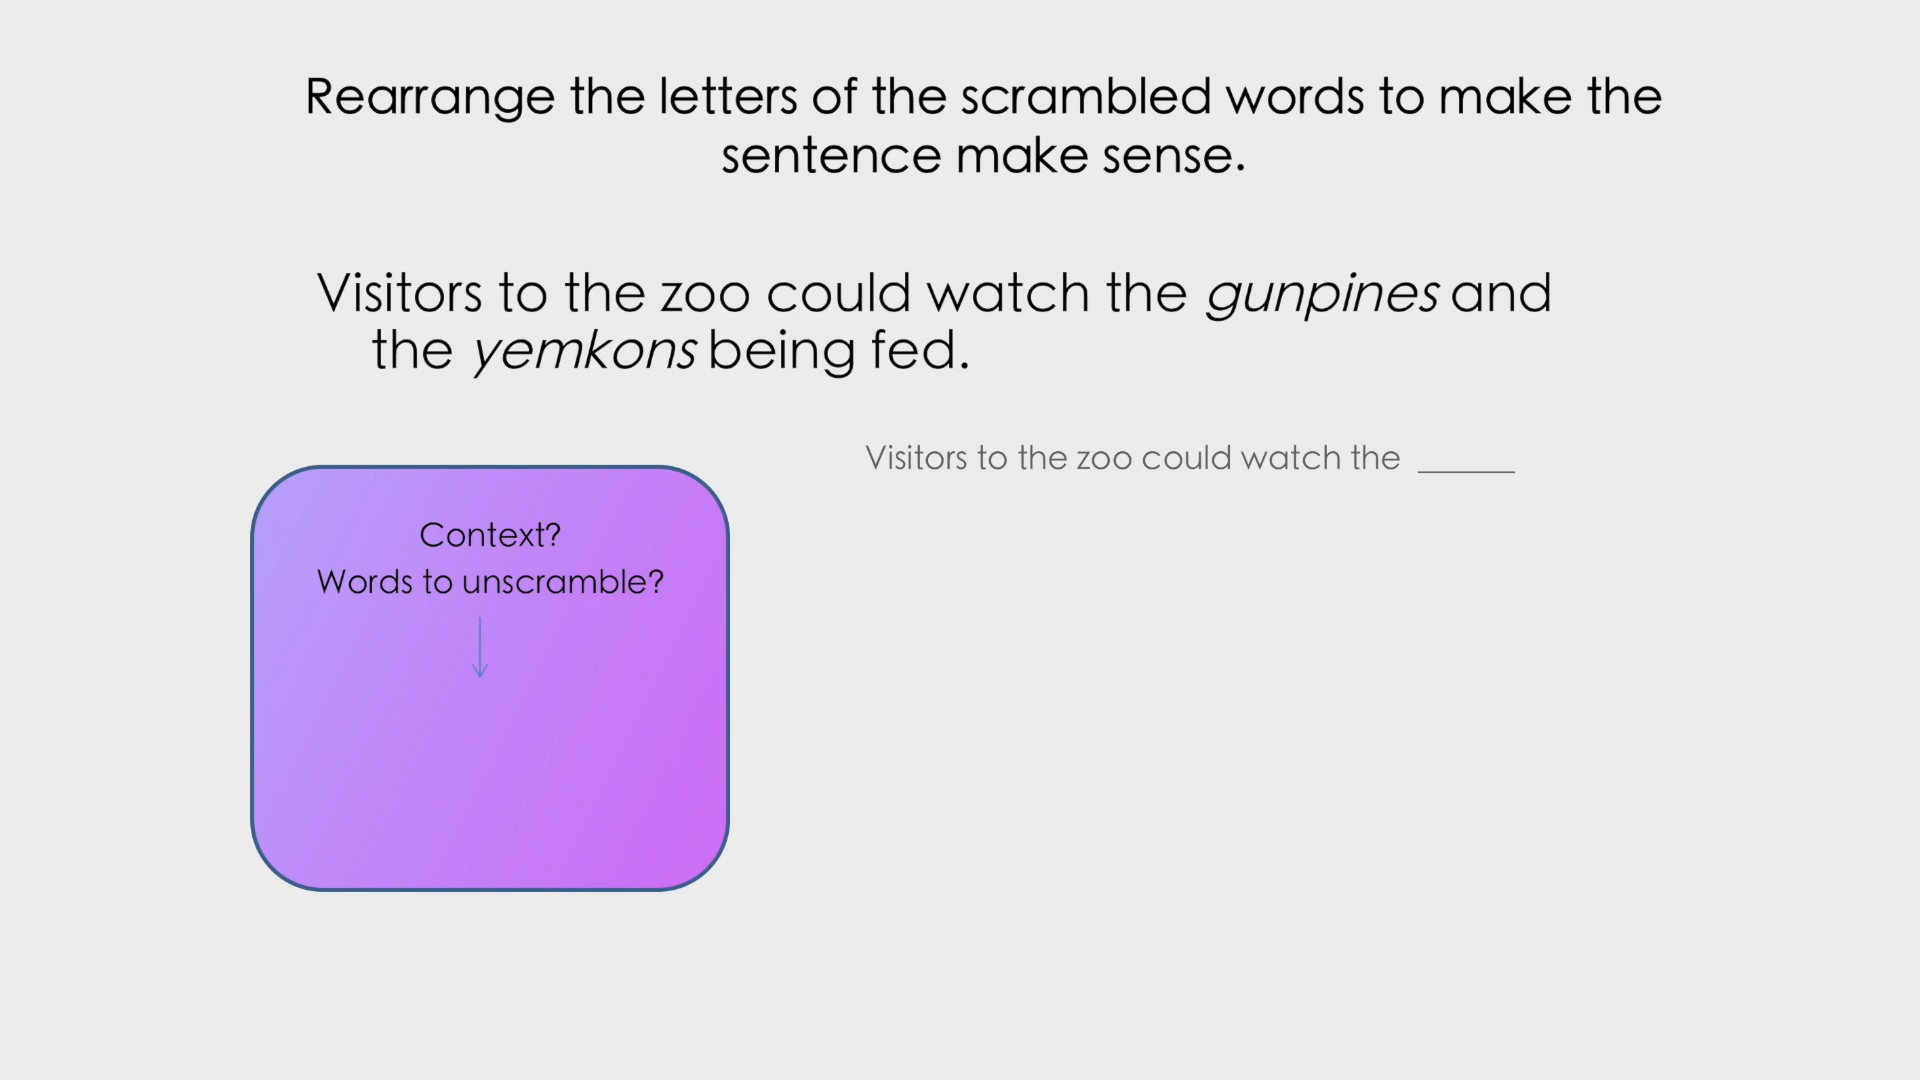 Rearrange the letters of the scrambled words to make the
sentence make sense.
Visitors to the zoo could watch the gunpines and
the yemkons being fed.
Visitors to the zoo could watch the ______
Context?
Words to unscramble?